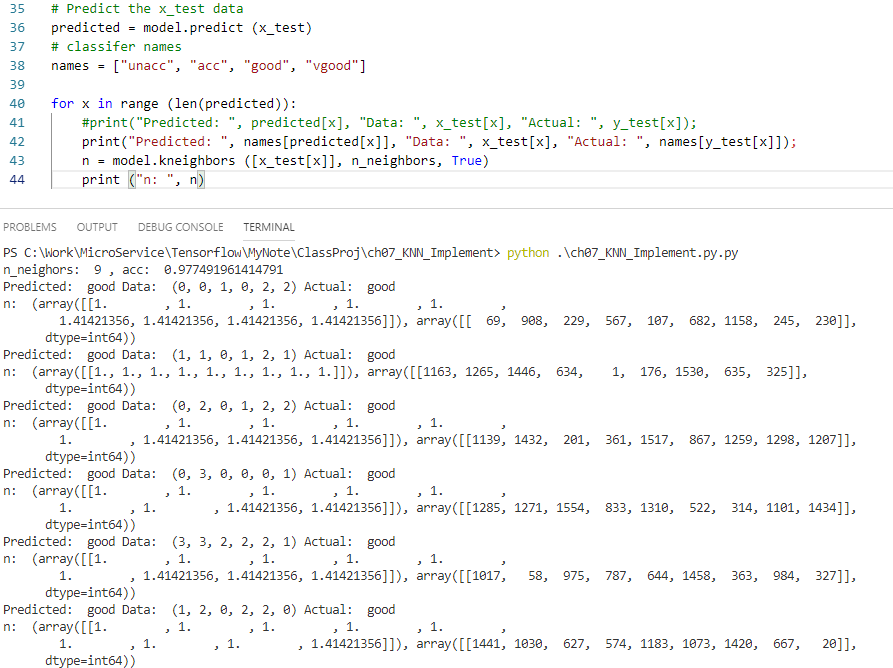 35 # Predict the x_test data
36 predicted = model.predict (x_test)
37 # classifer names
38 names = ["unacc", "acc", "good", "vgood"]
39
40 for x in range (len(predicted)):
41 #print("Predicted: ", predicted[x], "Data: ", x_test[x], "Actual: ", y_test[x]);
42 print("Predicted: ", names[predicted[x]], "Data: ", x_test[x], "Actual: ", names[y_test[x]]);
43 n = model.kneighbors ([x_test[x]], n_neighbors, True)
44 print ("n: ", n)
PROBLEMS OUTPUT DEBUG CONSOLE TERMINAL
PS C:\Work\MicroService\Tensorflow\MyNote\ClassProj\ch07_KNN_Implement> python .\ch07_KNN_Implement.py.py
n_neighors:  9 , acc:  0.977491961414791
Predicted:  good Data:  (0, 0, 1, 0, 2, 2) Actual:  good
n:  (array([[1.        , 1.        , 1.        , 1.        , 1.        ,
        1.41421356, 1.41421356, 1.41421356, 1.41421356]]), array([[  69,  908,  229,  567,  107,  682, 1158,  245,  230]],
      dtype=int64))
Predicted:  good Data:  (1, 1, 0, 1, 2, 1) Actual:  good
n:  (array([[1., 1., 1., 1., 1., 1., 1., 1., 1.]]), array([[1163, 1265, 1446,  634,    1,  176, 1530,  635,  325]],
      dtype=int64))
Predicted:  good Data:  (0, 2, 0, 1, 2, 2) Actual:  good
n:  (array([[1.        , 1.        , 1.        , 1.        , 1.        ,
        1.        , 1.41421356, 1.41421356, 1.41421356]]), array([[1139, 1432,  201,  361, 1517,  867, 1259, 1298, 1207]],
      dtype=int64))
Predicted:  good Data:  (0, 3, 0, 0, 0, 1) Actual:  good
n:  (array([[1.        , 1.        , 1.        , 1.        , 1.        ,
        1.        , 1.        , 1.41421356, 1.41421356]]), array([[1285, 1271, 1554,  833, 1310,  522,  314, 1101, 1434]],
      dtype=int64))
Predicted:  good Data:  (3, 3, 2, 2, 2, 1) Actual:  good
n:  (array([[1.        , 1.        , 1.        , 1.        , 1.        ,
        1.        , 1.41421356, 1.41421356, 1.41421356]]), array([[1017,   58,  975,  787,  644, 1458,  363,  984,  327]],
      dtype=int64))
Predicted:  good Data:  (1, 2, 0, 2, 2, 0) Actual:  good
n:  (array([[1.        , 1.        , 1.        , 1.        , 1.        ,
        1.        , 1.        , 1.        , 1.41421356]]), array([[1441, 1030,  627,  574, 1183, 1073, 1420,  667,   20]],
      dtype=int64))